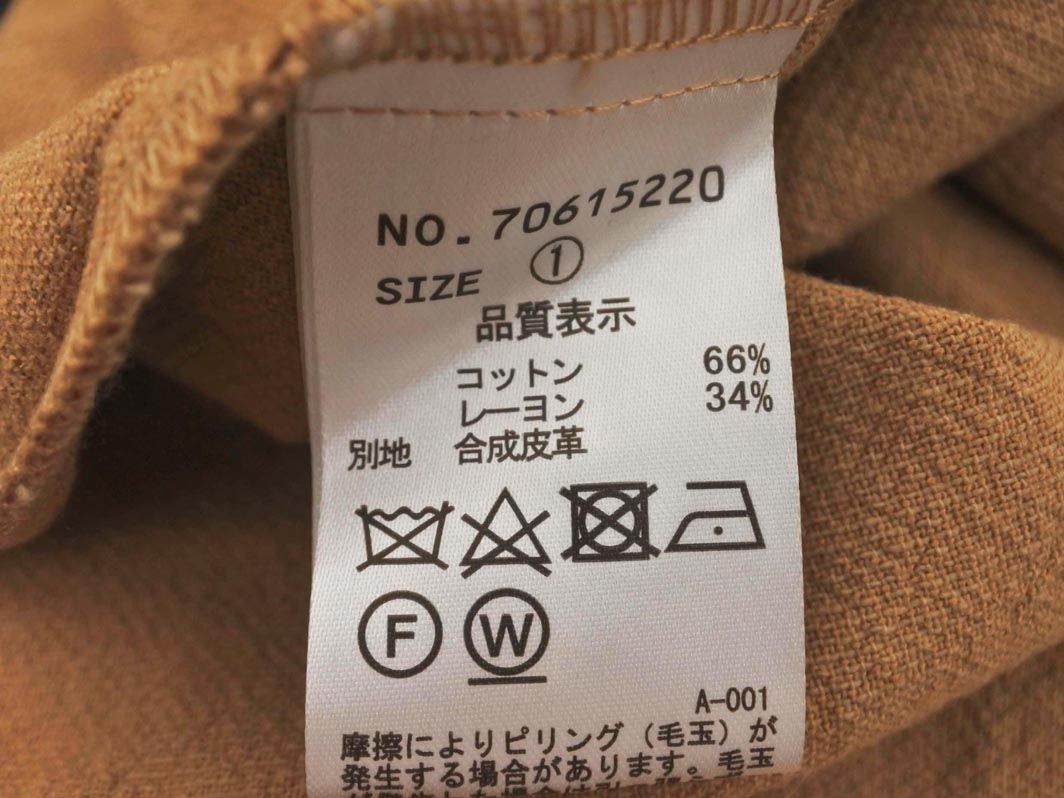 NO. 70615220
SIZE ①
品質表示
コットン 66%
レーヨン 34%
別地 合成皮革
F W
A-001
摩擦によりピリング（毛玉）が
発生する場合があります。毛玉